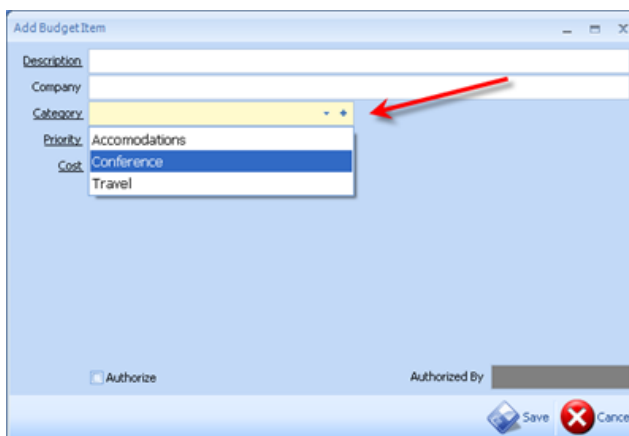 Add Budget Item
Description
Company
Category
Priority
Accomodations
Cost
Conference
Travel
Authorize
Authorized By
Save
Cance